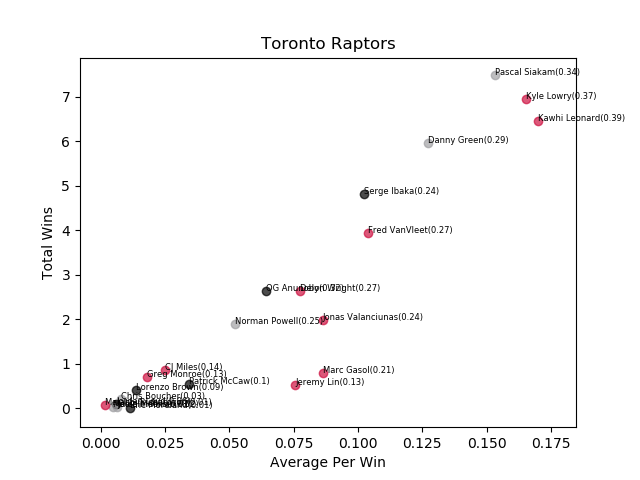 Toronto Raptors
Pascal Siakam(0.34)
Kyle Lowry(0.37)
Kawhi Leonard(0.39)
Danny Green(0.29)
Serge Ibaka(0.24)
Fred VanVleet(0.27)
OG Anunoby(0.32)
Delon Wright(0.27)
Norman Powell(0.25)
Jonas Valanciunas(0.24)
CJ Miles(0.14)
Greg Monroe(0.13)
Patrick McCaw(0.1)
Marc Gasol(0.21)
Jeremy Lin(0.13)
Lorenzo Brown(0.09)
Chris Boucher(0.03)
Total Wins
7
6
5
4
3
2
1
0
0.000
0.025
0.050
0.075
0.100
0.125
0.150
0.175
Average Per Win